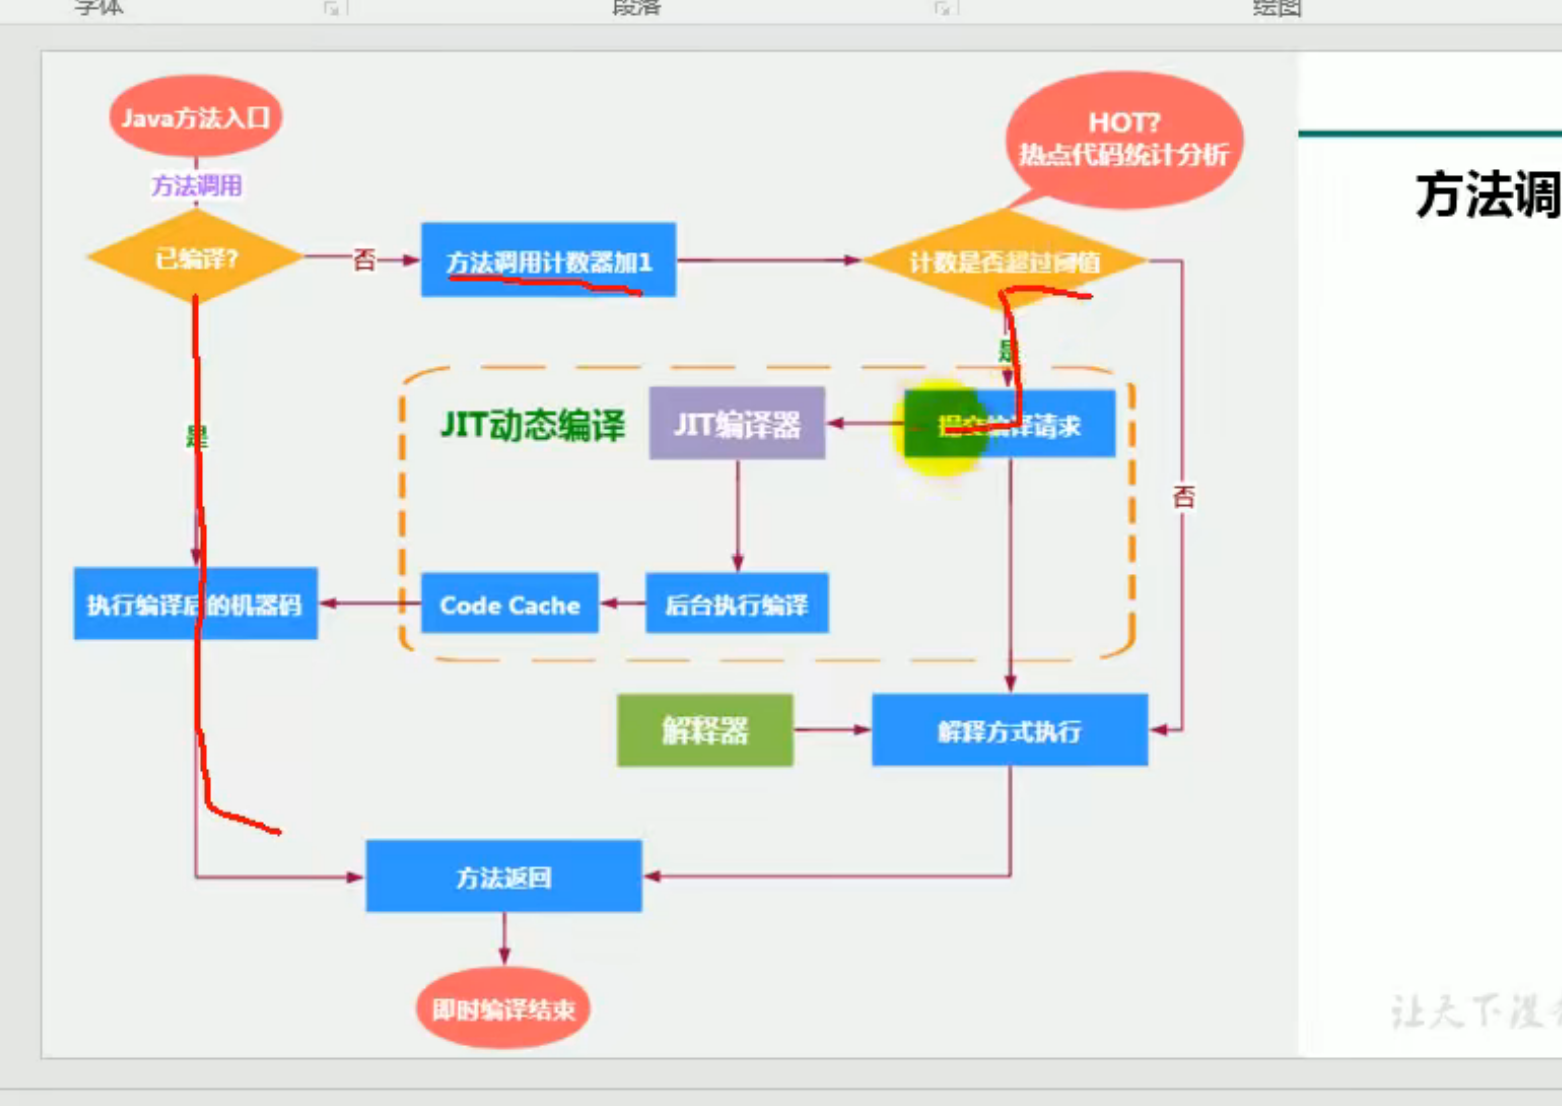 字体
段落
绘图
Java方法入口
HOT?
热点代码统计分析
方法调用
方法调
已编译?
否
方法调用计数器加1
计数是否超过阈值
是
JIT动态编译
JIT编译器
提交编译请求
是
否
执行编译后的机器码
Code Cache
后台执行编译
解释器
解释方式执行
方法返回
即时编译结束
让天下没